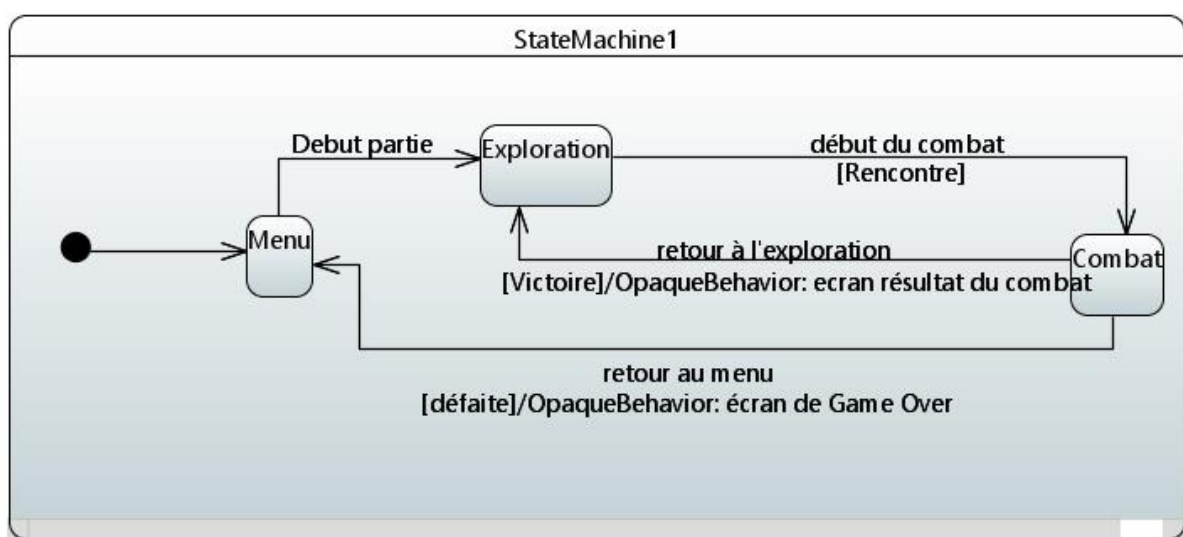 StateMachine1
Debut partie
Exploration
début du combat
[Rencontre]
Menu
retour à l'exploration
[Victoire]/OpaqueBehavior: ecran résultat du combat
Combat
retour au menu
[défaite]/OpaqueBehavior: écran de Game Over